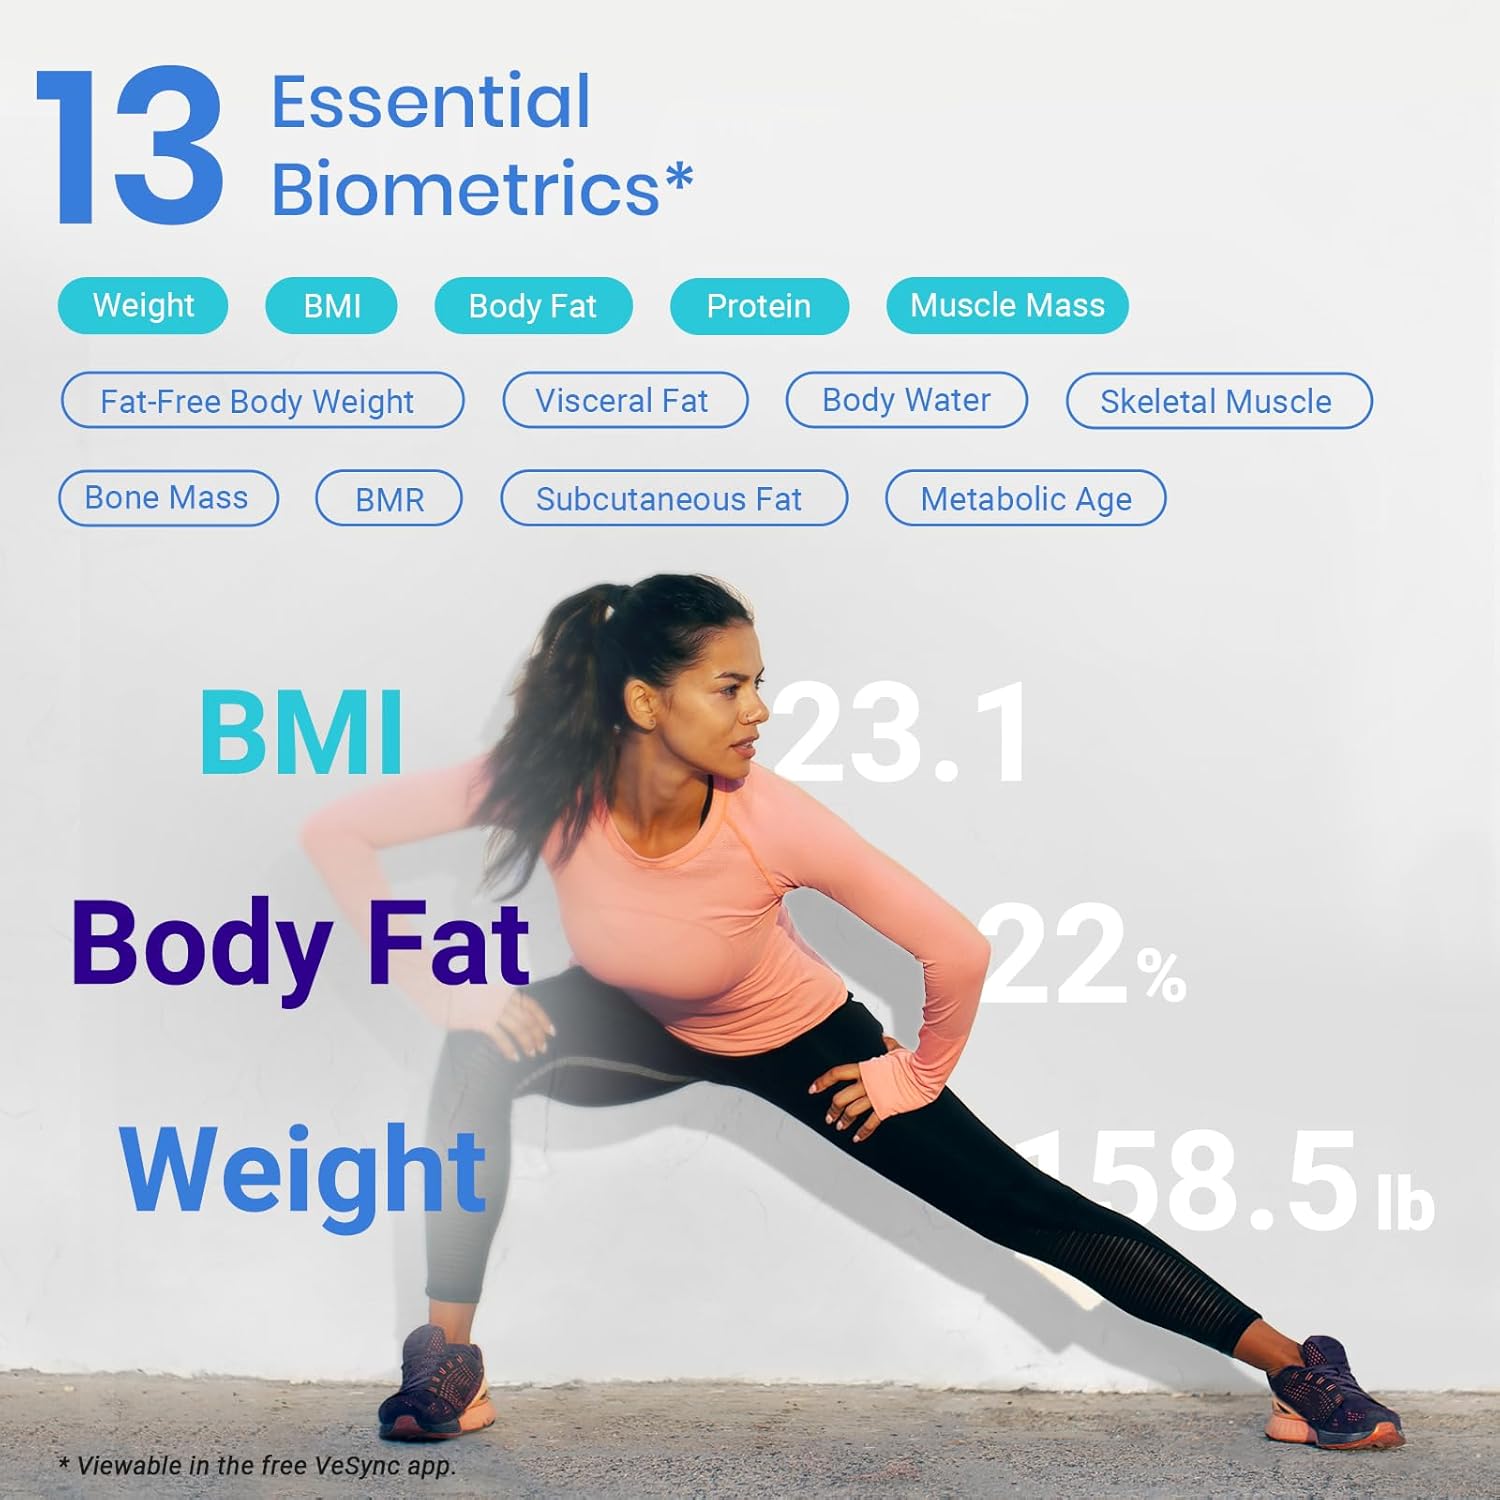 13 Essential
Biometrics*
Weight BMI Body Fat Protein Muscle Mass
Fat-Free Body Weight Visceral Fat Body Water Skeletal Muscle
Bone Mass BMR Subcutaneous Fat Metabolic Age
BMI 23.1
Body Fat 22%
Weight 158.5 lb
* Viewable in the free VeSync app.